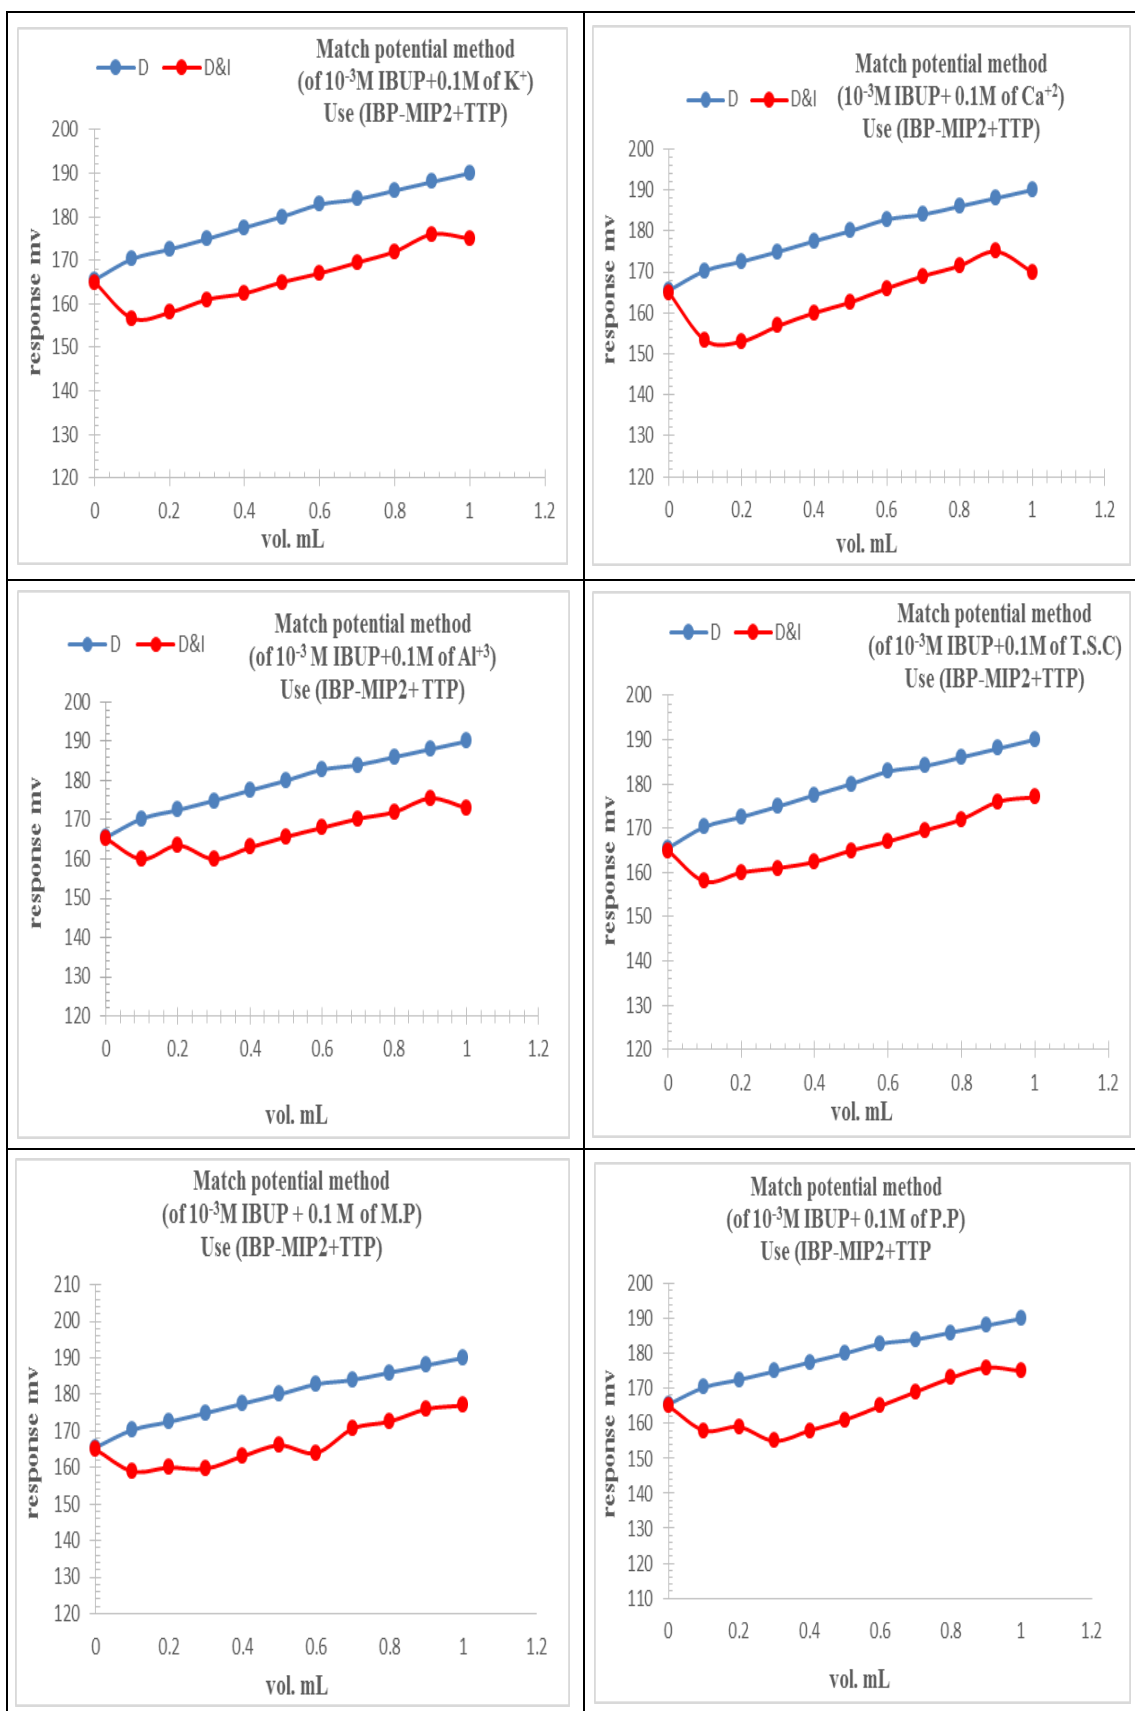 D D&I
Match potential method
(of 10⁻³M IBUP+0.1M of K⁺)
Use (IBP-MIP2+TTP)
response mv
200
190
180
170
160
150
140
130
120
0 0.2 0.4 0.6 0.8 1 1.2
vol. mL
D D&I
Match potential method
(10⁻³M IBUP+ 0.1M of Ca⁺²)
Use (IBP-MIP2+TTP)
response mv
200
190
180
170
160
150
140
130
120
0 0.2 0.4 0.6 0.8 1 1.2
vol. mL
D D&I
Match potential method
(of 10⁻³ M IBUP+0.1M of Al⁺³)
Use (IBP-MIP2+TTP)
response mv
200
190
180
170
160
150
140
130
120
0 0.2 0.4 0.6 0.8 1 1.2
vol. mL
D D&I
Match potential method
(of 10⁻³M IBUP+0.1M of T.S.C)
Use (IBP-MIP2+TTP)
response mv
200
190
180
170
160
150
140
130
120
0 0.2 0.4 0.6 0.8 1 1.2
vol. mL
Match potential method
(of 10⁻³M IBUP + 0.1 M of M.P)
Use (IBP-MIP2+TTP)
response mv
210
200
190
180
170
160
150
140
130
120
0 0.2 0.4 0.6 0.8 1 1.2
vol. mL
Match potential method
(of 10⁻³M IBUP+ 0.1M of P.P)
Use (IBP-MIP2+TTP
response mv
200
190
180
170
160
150
140
130
120
110
0 0.2 0.4 0.6 0.8 1 1.2
vol. mL